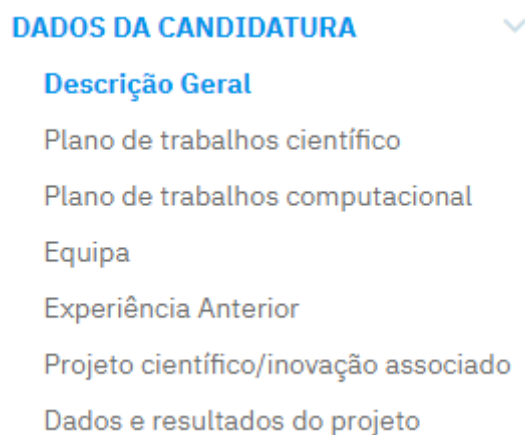 DADOS DA CANDIDATURA
Descrição Geral
Plano de trabalhos científico
Plano de trabalhos computacional
Equipa
Experiência Anterior
Projeto científico/inovação associado
Dados e resultados do projeto